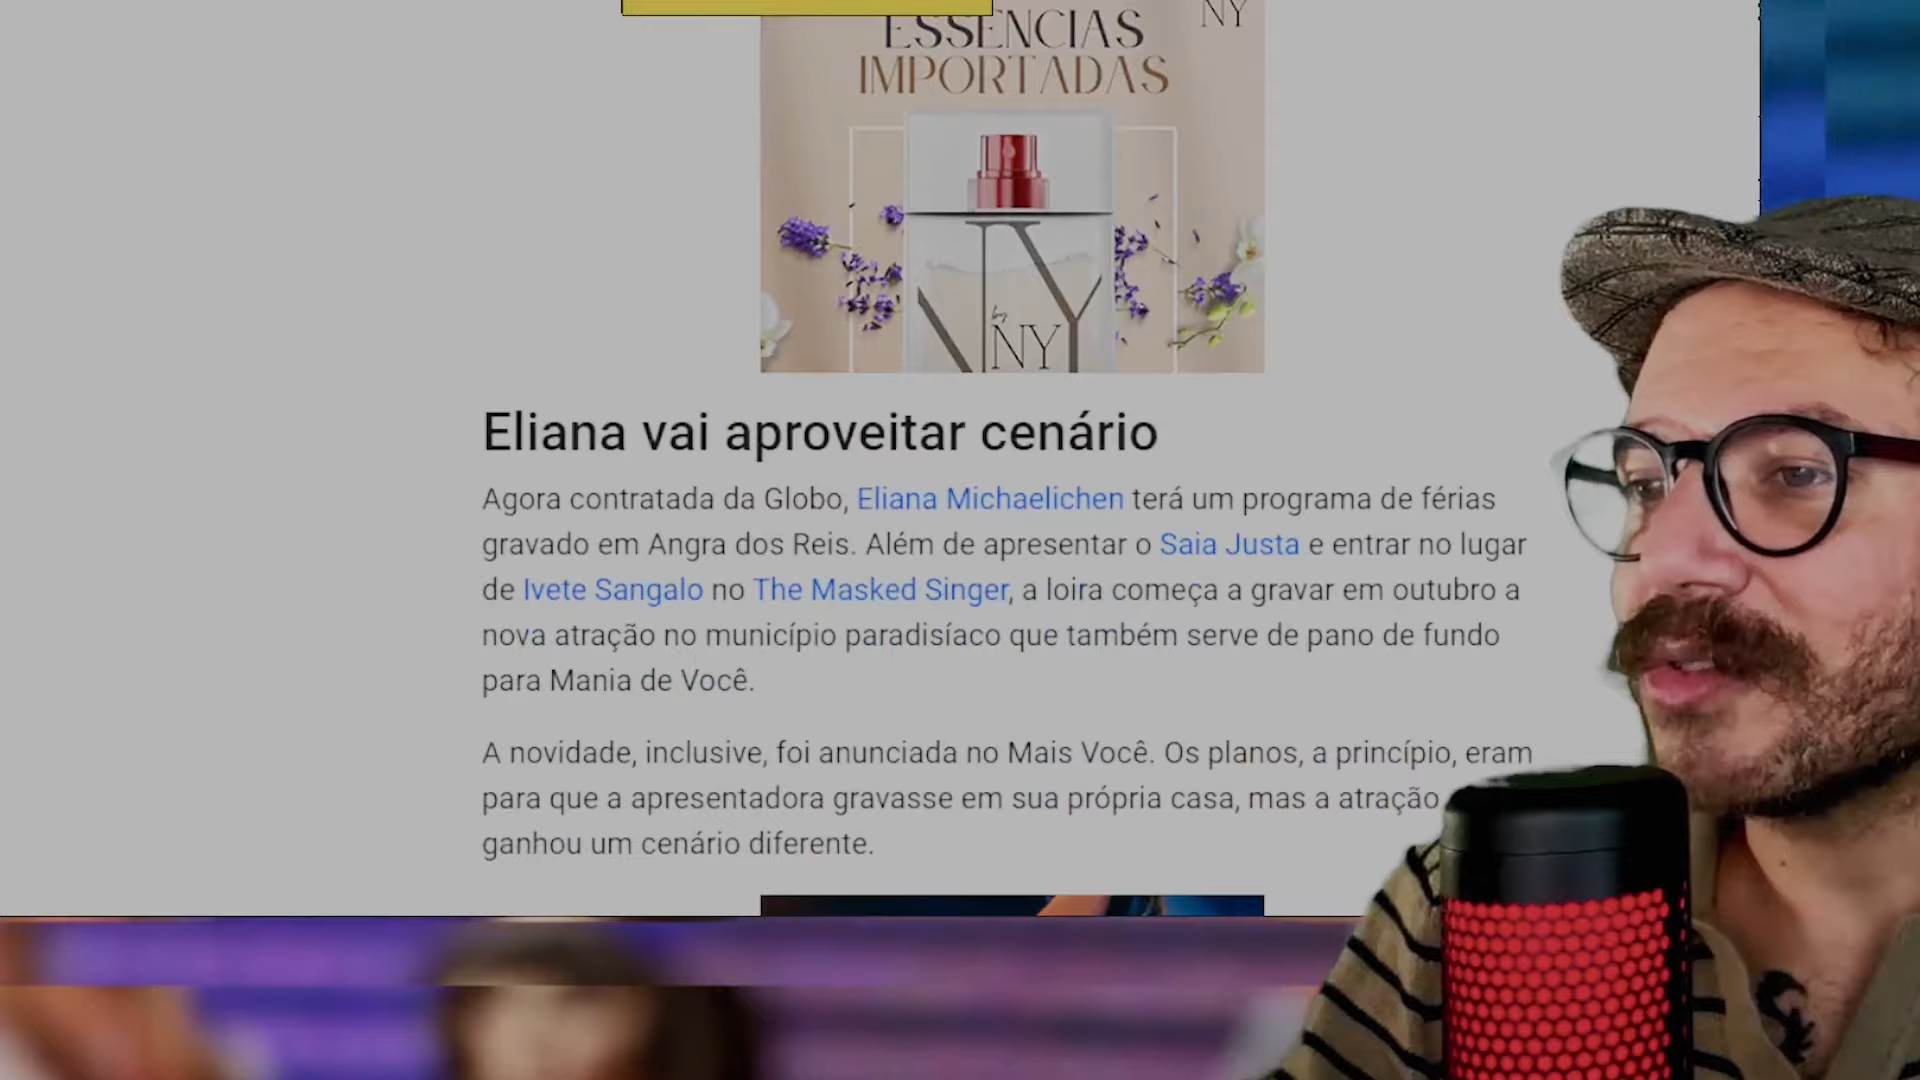 NY
ESSÊNCIAS
IMPORTADAS
NY
by
NY
Eliana vai aproveitar cenário
Agora contratada da Globo, Eliana Michaelichen terá um programa de férias
gravado em Angra dos Reis. Além de apresentar o Saia Justa e entrar no lugar
de Ivete Sangalo no The Masked Singer, a loira começa a gravar em outubro a
nova atração no município paradisíaco que também serve de pano de fundo
para Mania de Você.
A novidade, inclusive, foi anunciada no Mais Você. Os planos, a princípio, eram
para que a apresentadora gravasse em sua própria casa, mas a atração
ganhou um cenário diferente.